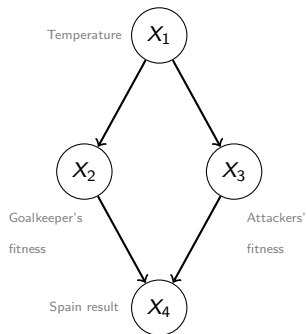 Temperature
X1
X2
X3
Goalkeeper's
fitness
Attackers'
fitness
Spain result
X4